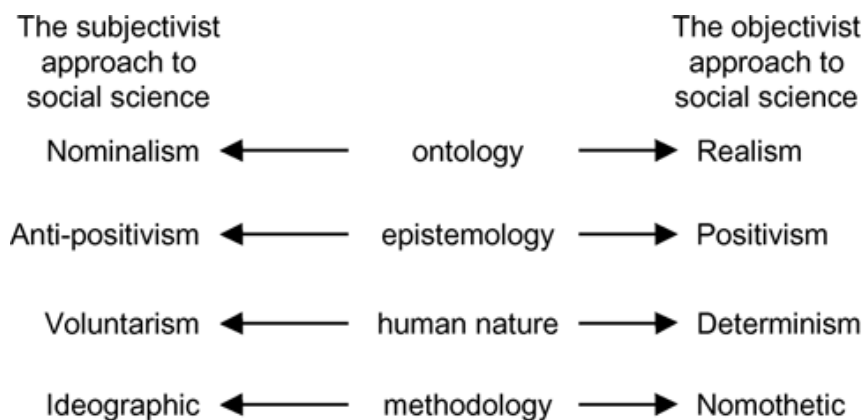 The subjectivist
approach to
social science
The objectivist
approach to
social science
Nominalism ontology Realism
Anti-positivism epistemology Positivism
Voluntarism human nature Determinism
Ideographic methodology Nomothetic